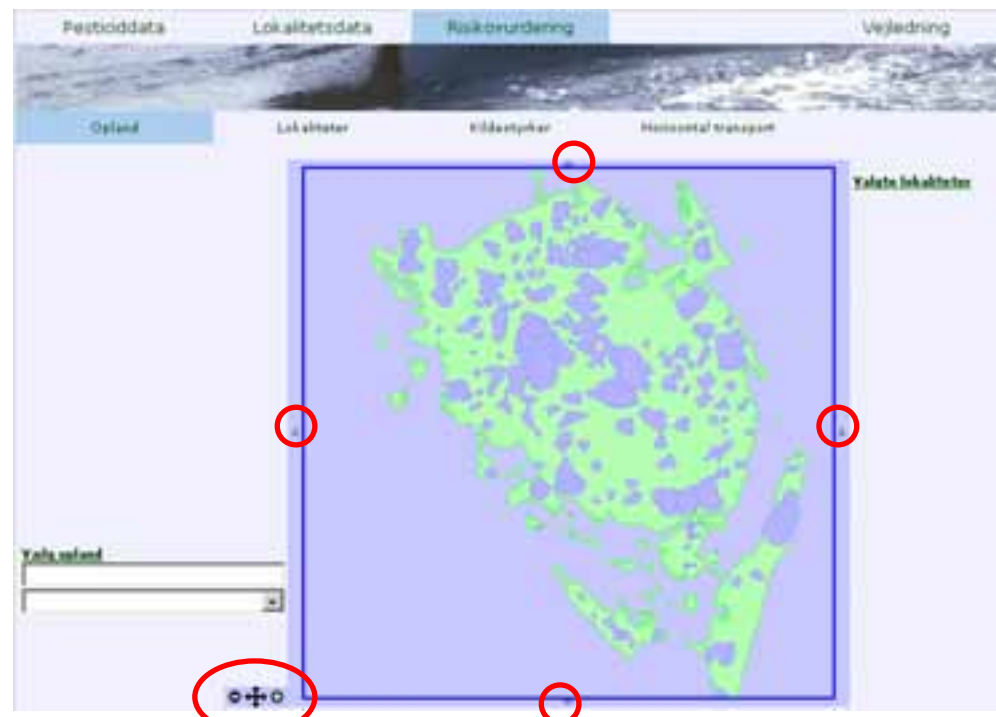 Pesticiddata Lokalitetsdata Risikovurdering Vejledning
Opland Lokaliteter Kildestyrker Horisontal transport
Valgte lokaliteter
Vælg opland